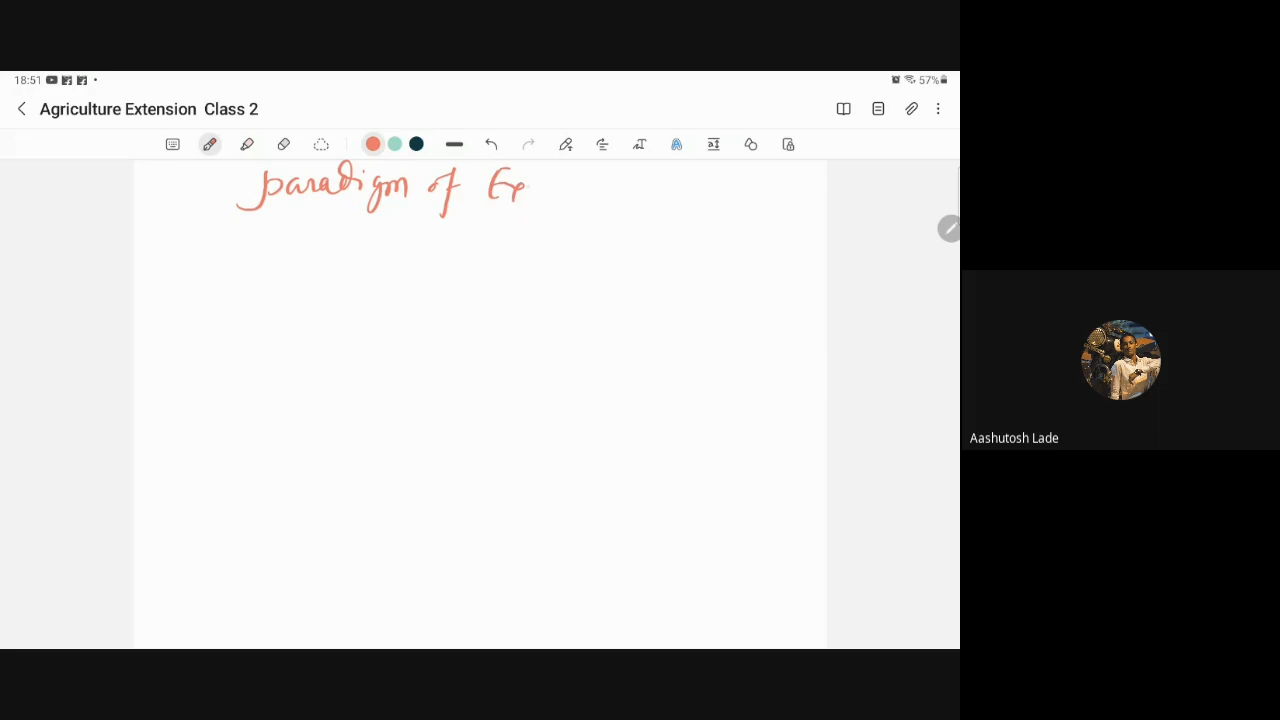 18:51
57%
Agriculture Extension Class 2
paradigm of Ex
Aashutosh Lade